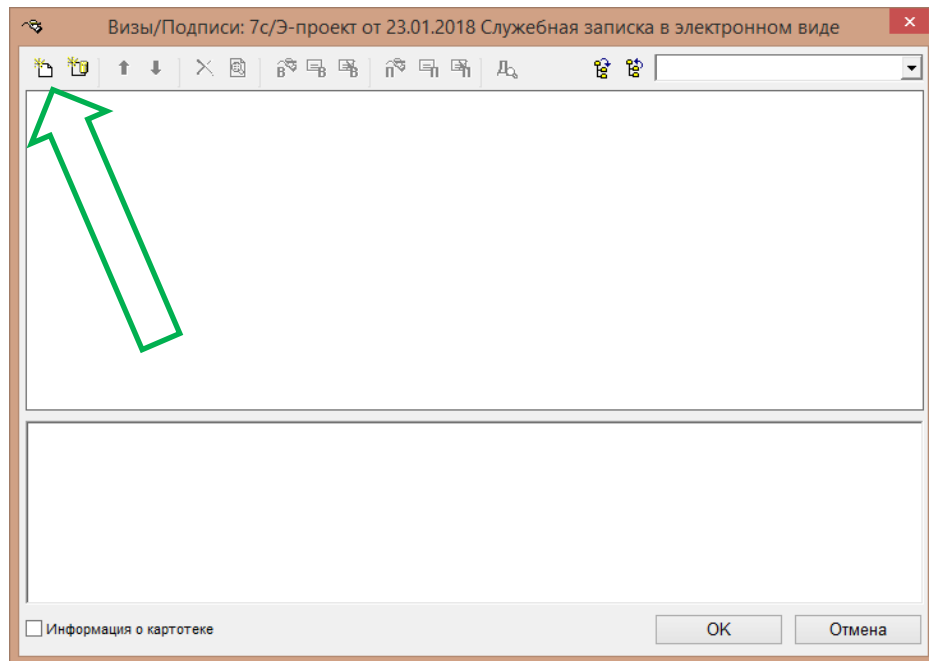 Визы/Подписи: 7с/Э-проект от 23.01.2018 Служебная записка в электронном виде
В В В П П П Д
Информация о картотеке
OK Отмена